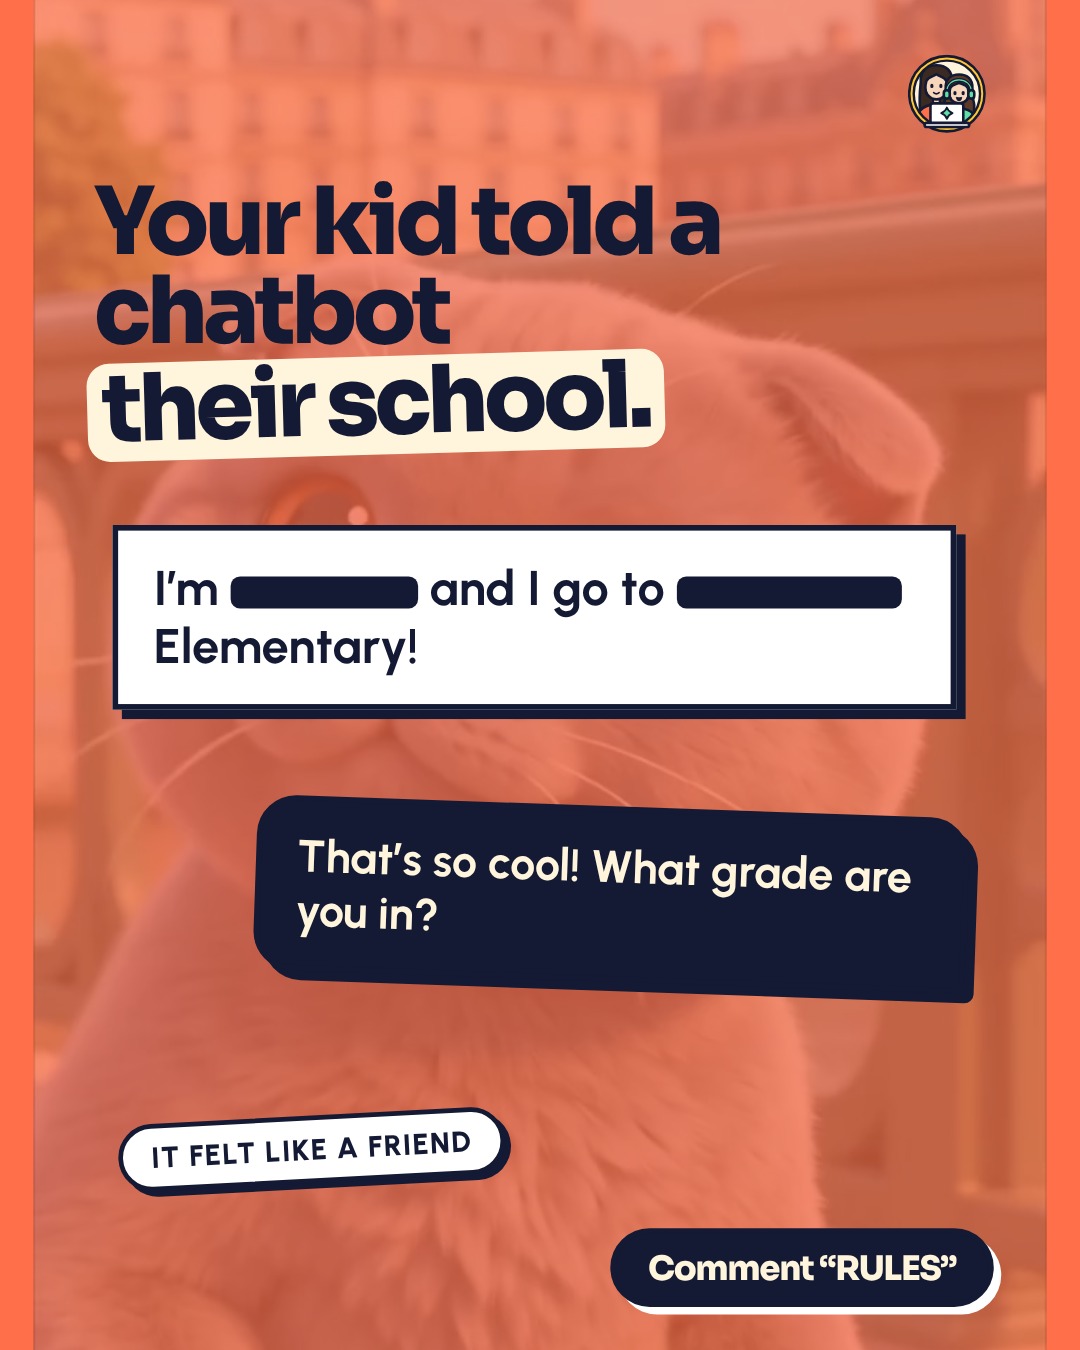 Your kid told a
chatbot
their school.
I’m and I go to
Elementary!
That’s so cool! What grade are
you in?
IT FELT LIKE A FRIEND
Comment “RULES”